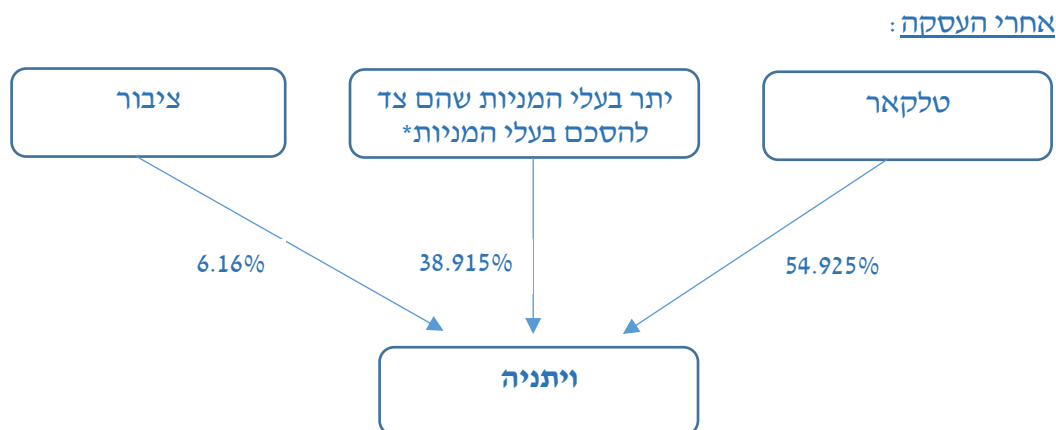 אחרי העסקה:
טלקאר
יתר בעלי המניות שהם צד
להסכם בעלי המניות*
ציבור
54.925%
38.915%
6.16%
ויתניה